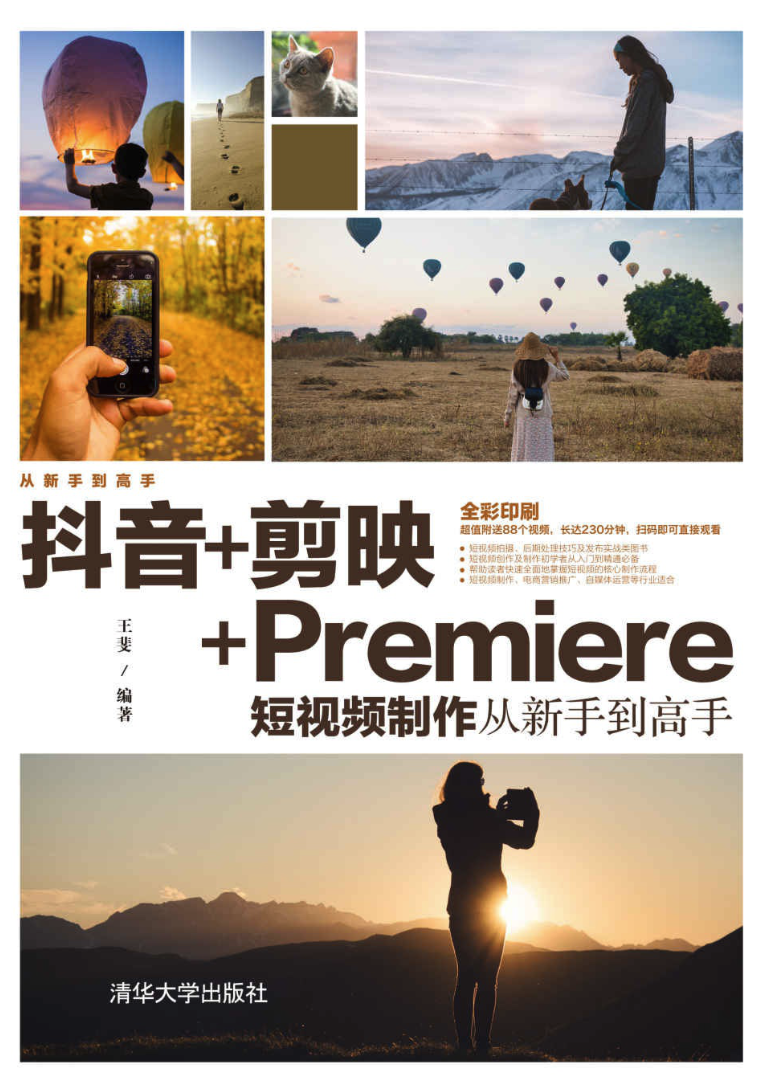 从新手到高手
抖音+剪映
+Premiere
短视频制作从新手到高手
全彩印刷
超值附送88个视频，长达230分钟，扫码即可直接观看
● 短视频拍摄、后期处理技巧及发布实战类图书
● 短视频创作及制作初学者从入门到精通必备
● 帮助读者快速全面地掌握短视频的核心制作流程
● 短视频制作、电商营销推广、自媒体运营等行业适合
王斐 / 编著
清华大学出版社